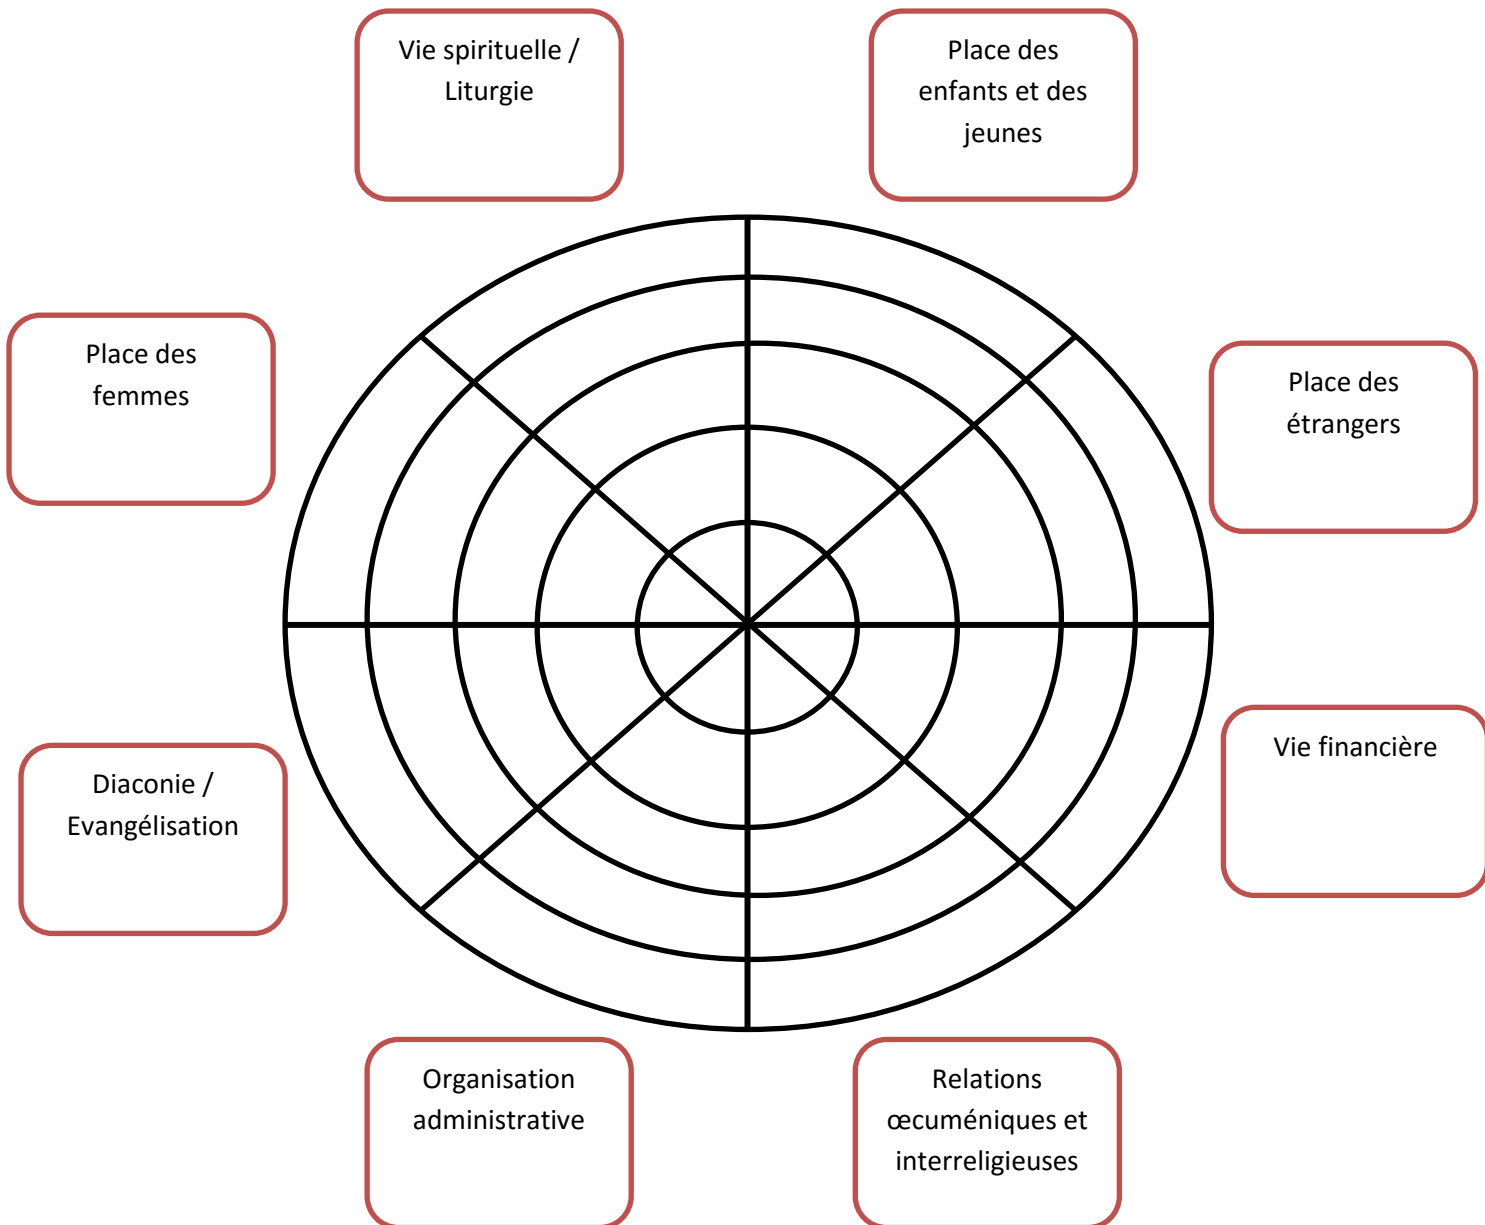 Vie spirituelle /
Liturgie
Place des
enfants et des
jeunes
Place des
femmes
Place des
étrangers
Diaconie /
Evangélisation
Vie financière
Organisation
administrative
Relations
œcuméniques et
interreligieuses